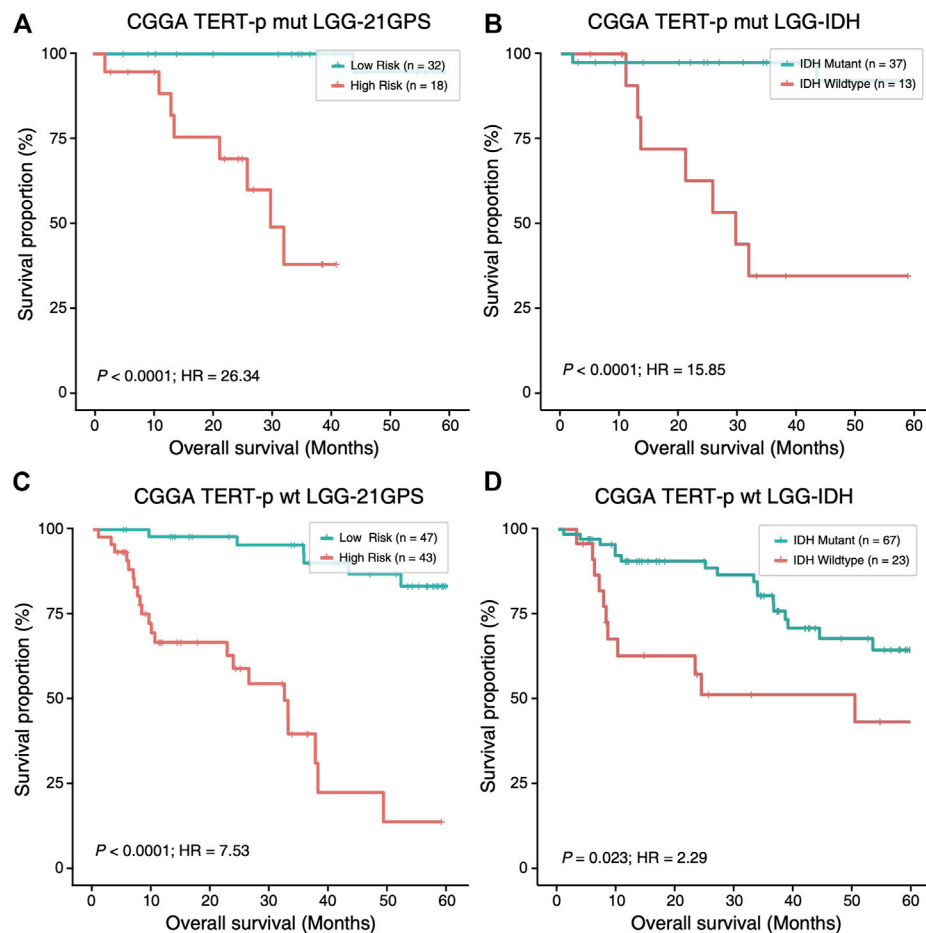 A
CGGA TERT-p mut LGG-21GPS
Survival proportion (%)
100
75
50
25
0
Low Risk (n = 32)
High Risk (n = 18)
P < 0.0001; HR = 26.34
0 10 20 30 40 50 60
Overall survival (Months)
B
CGGA TERT-p mut LGG-IDH
Survival proportion (%)
100
75
50
25
0
IDH Mutant (n = 37)
IDH Wildtype (n = 13)
P < 0.0001; HR = 15.85
0 10 20 30 40 50 60
Overall survival (Months)
C
CGGA TERT-p wt LGG-21GPS
Survival proportion (%)
100
75
50
25
0
Low Risk (n = 47)
High Risk (n = 43)
P < 0.0001; HR = 7.53
0 10 20 30 40 50 60
Overall survival (Months)
D
CGGA TERT-p wt LGG-IDH
Survival proportion (%)
100
75
50
25
0
IDH Mutant (n = 67)
IDH Wildtype (n = 23)
P = 0.023; HR = 2.29
0 10 20 30 40 50 60
Overall survival (Months)